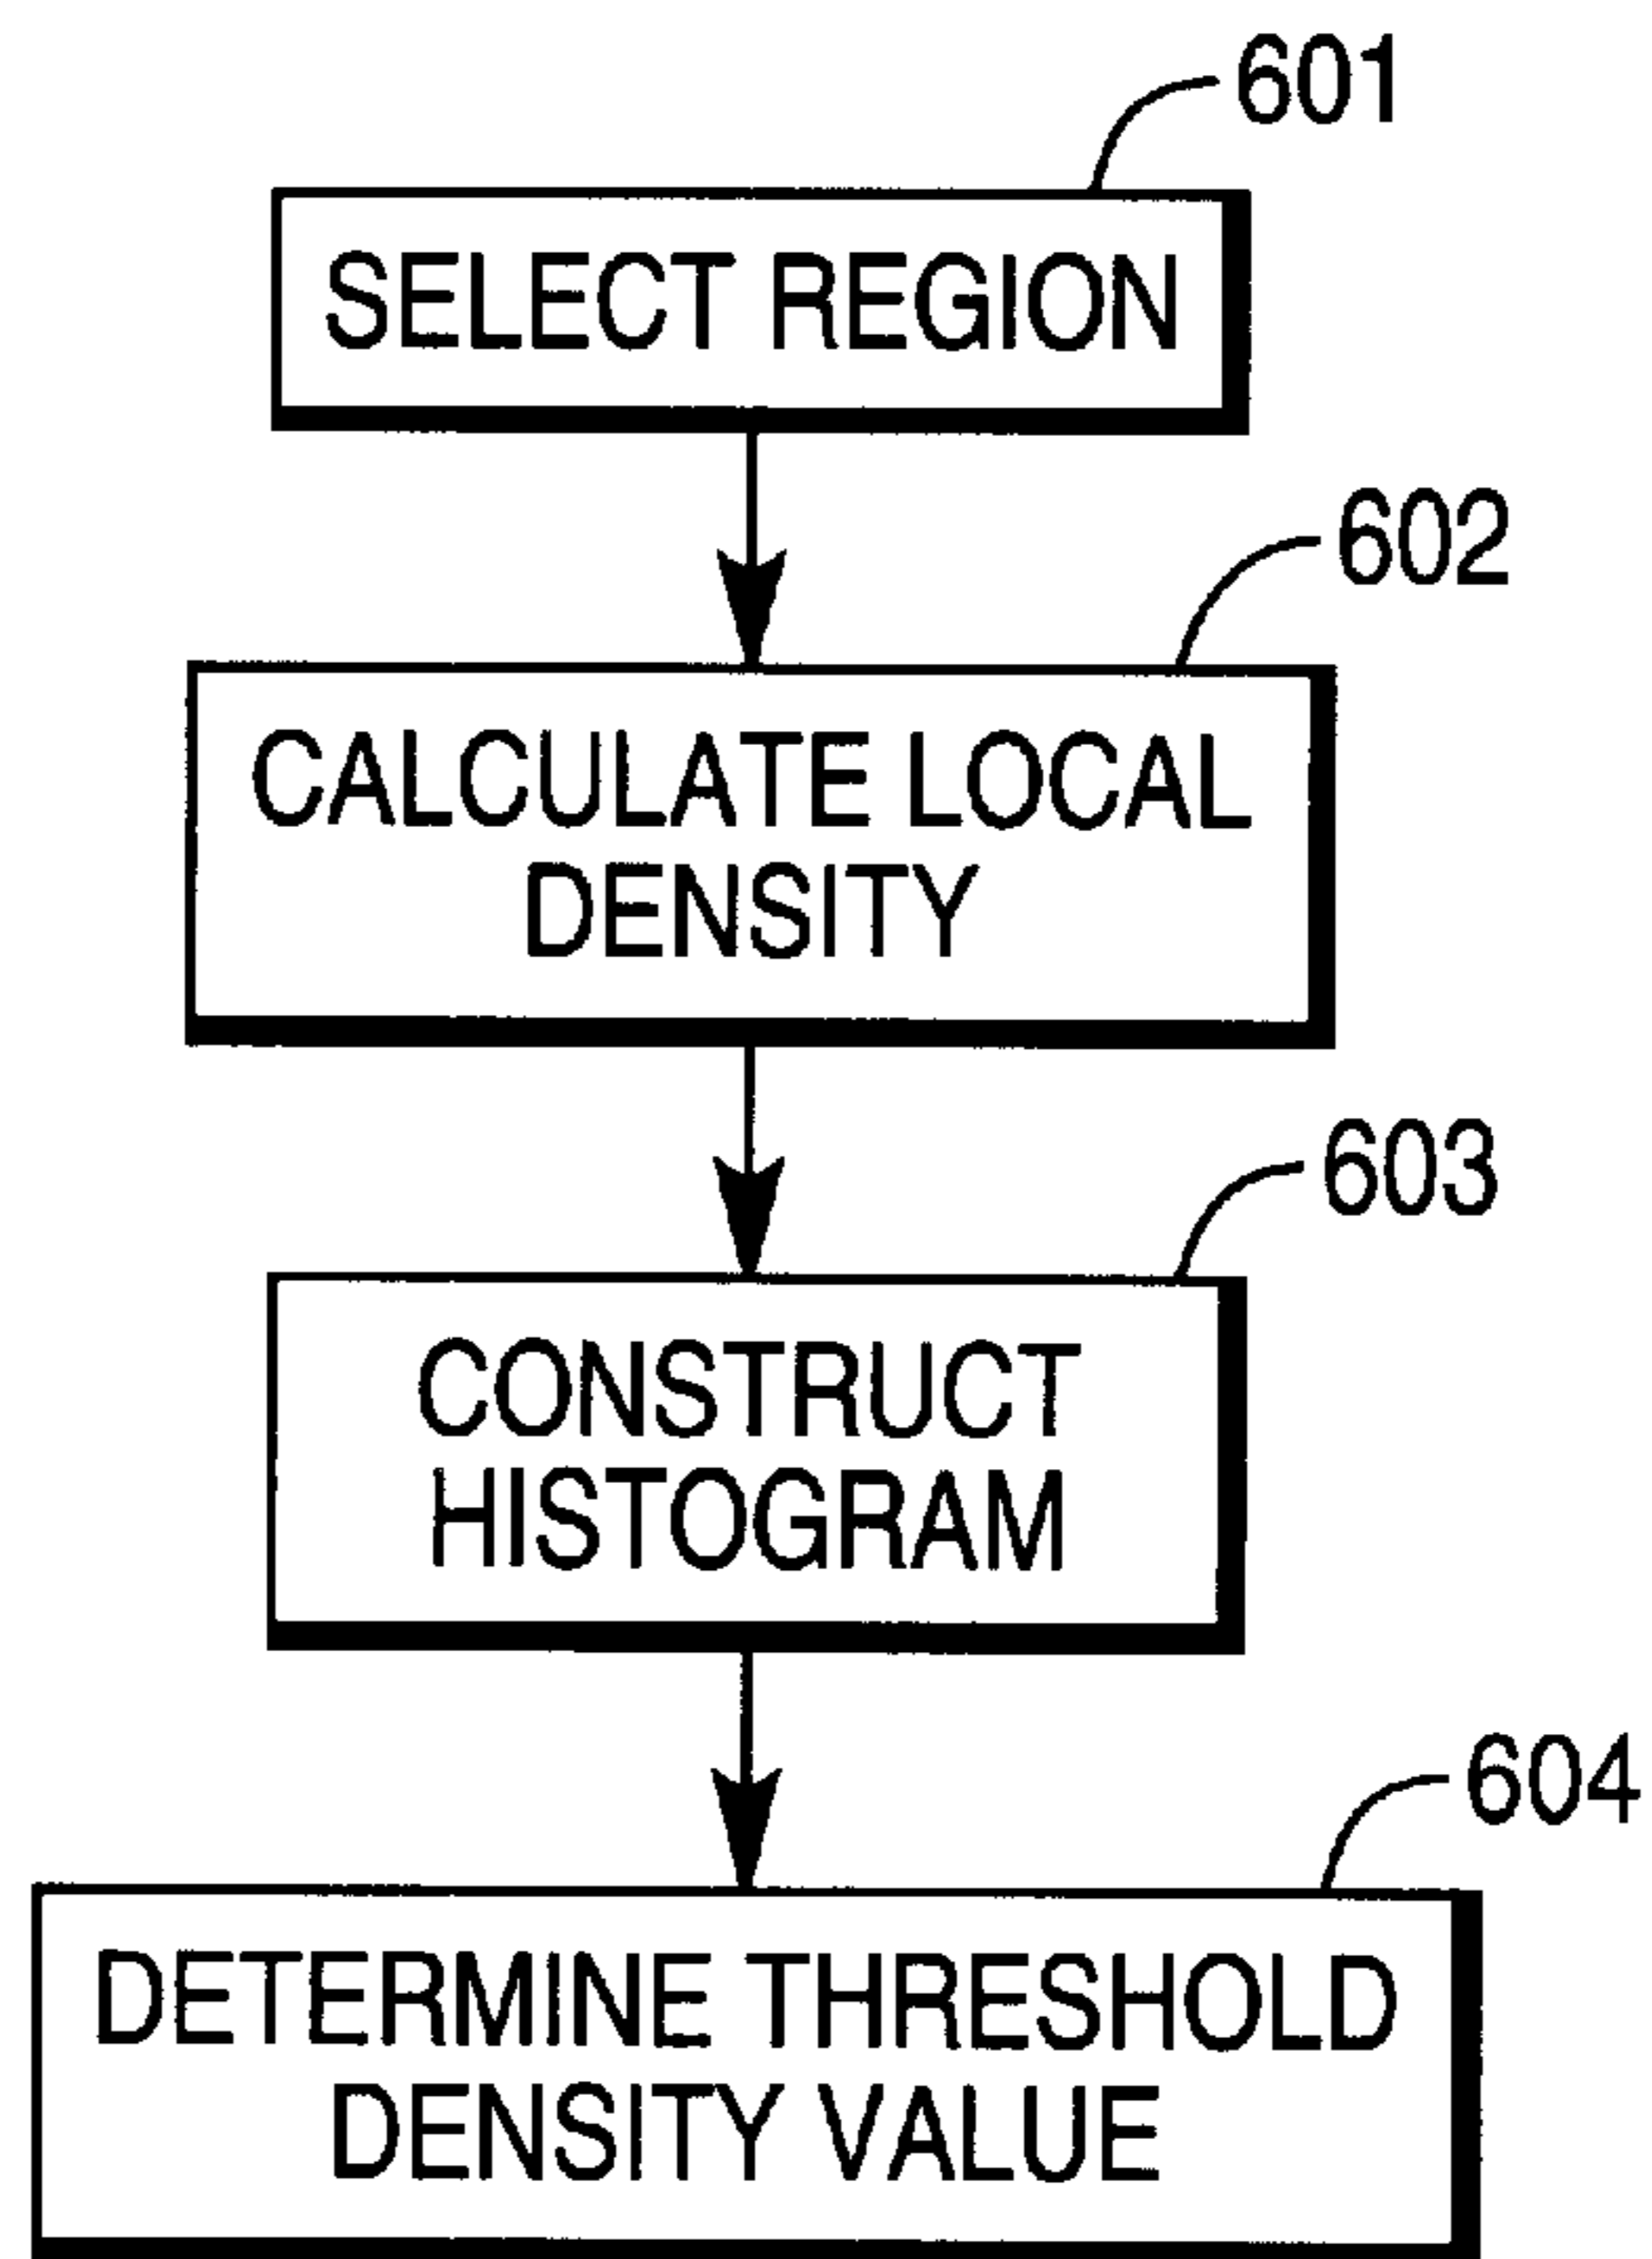 601
SELECT REGION
602
CALCULATE LOCAL
DENSITY
603
CONSTRUCT
HISTOGRAM
604
DETERMINE THRESHOLD
DENSITY VALUE